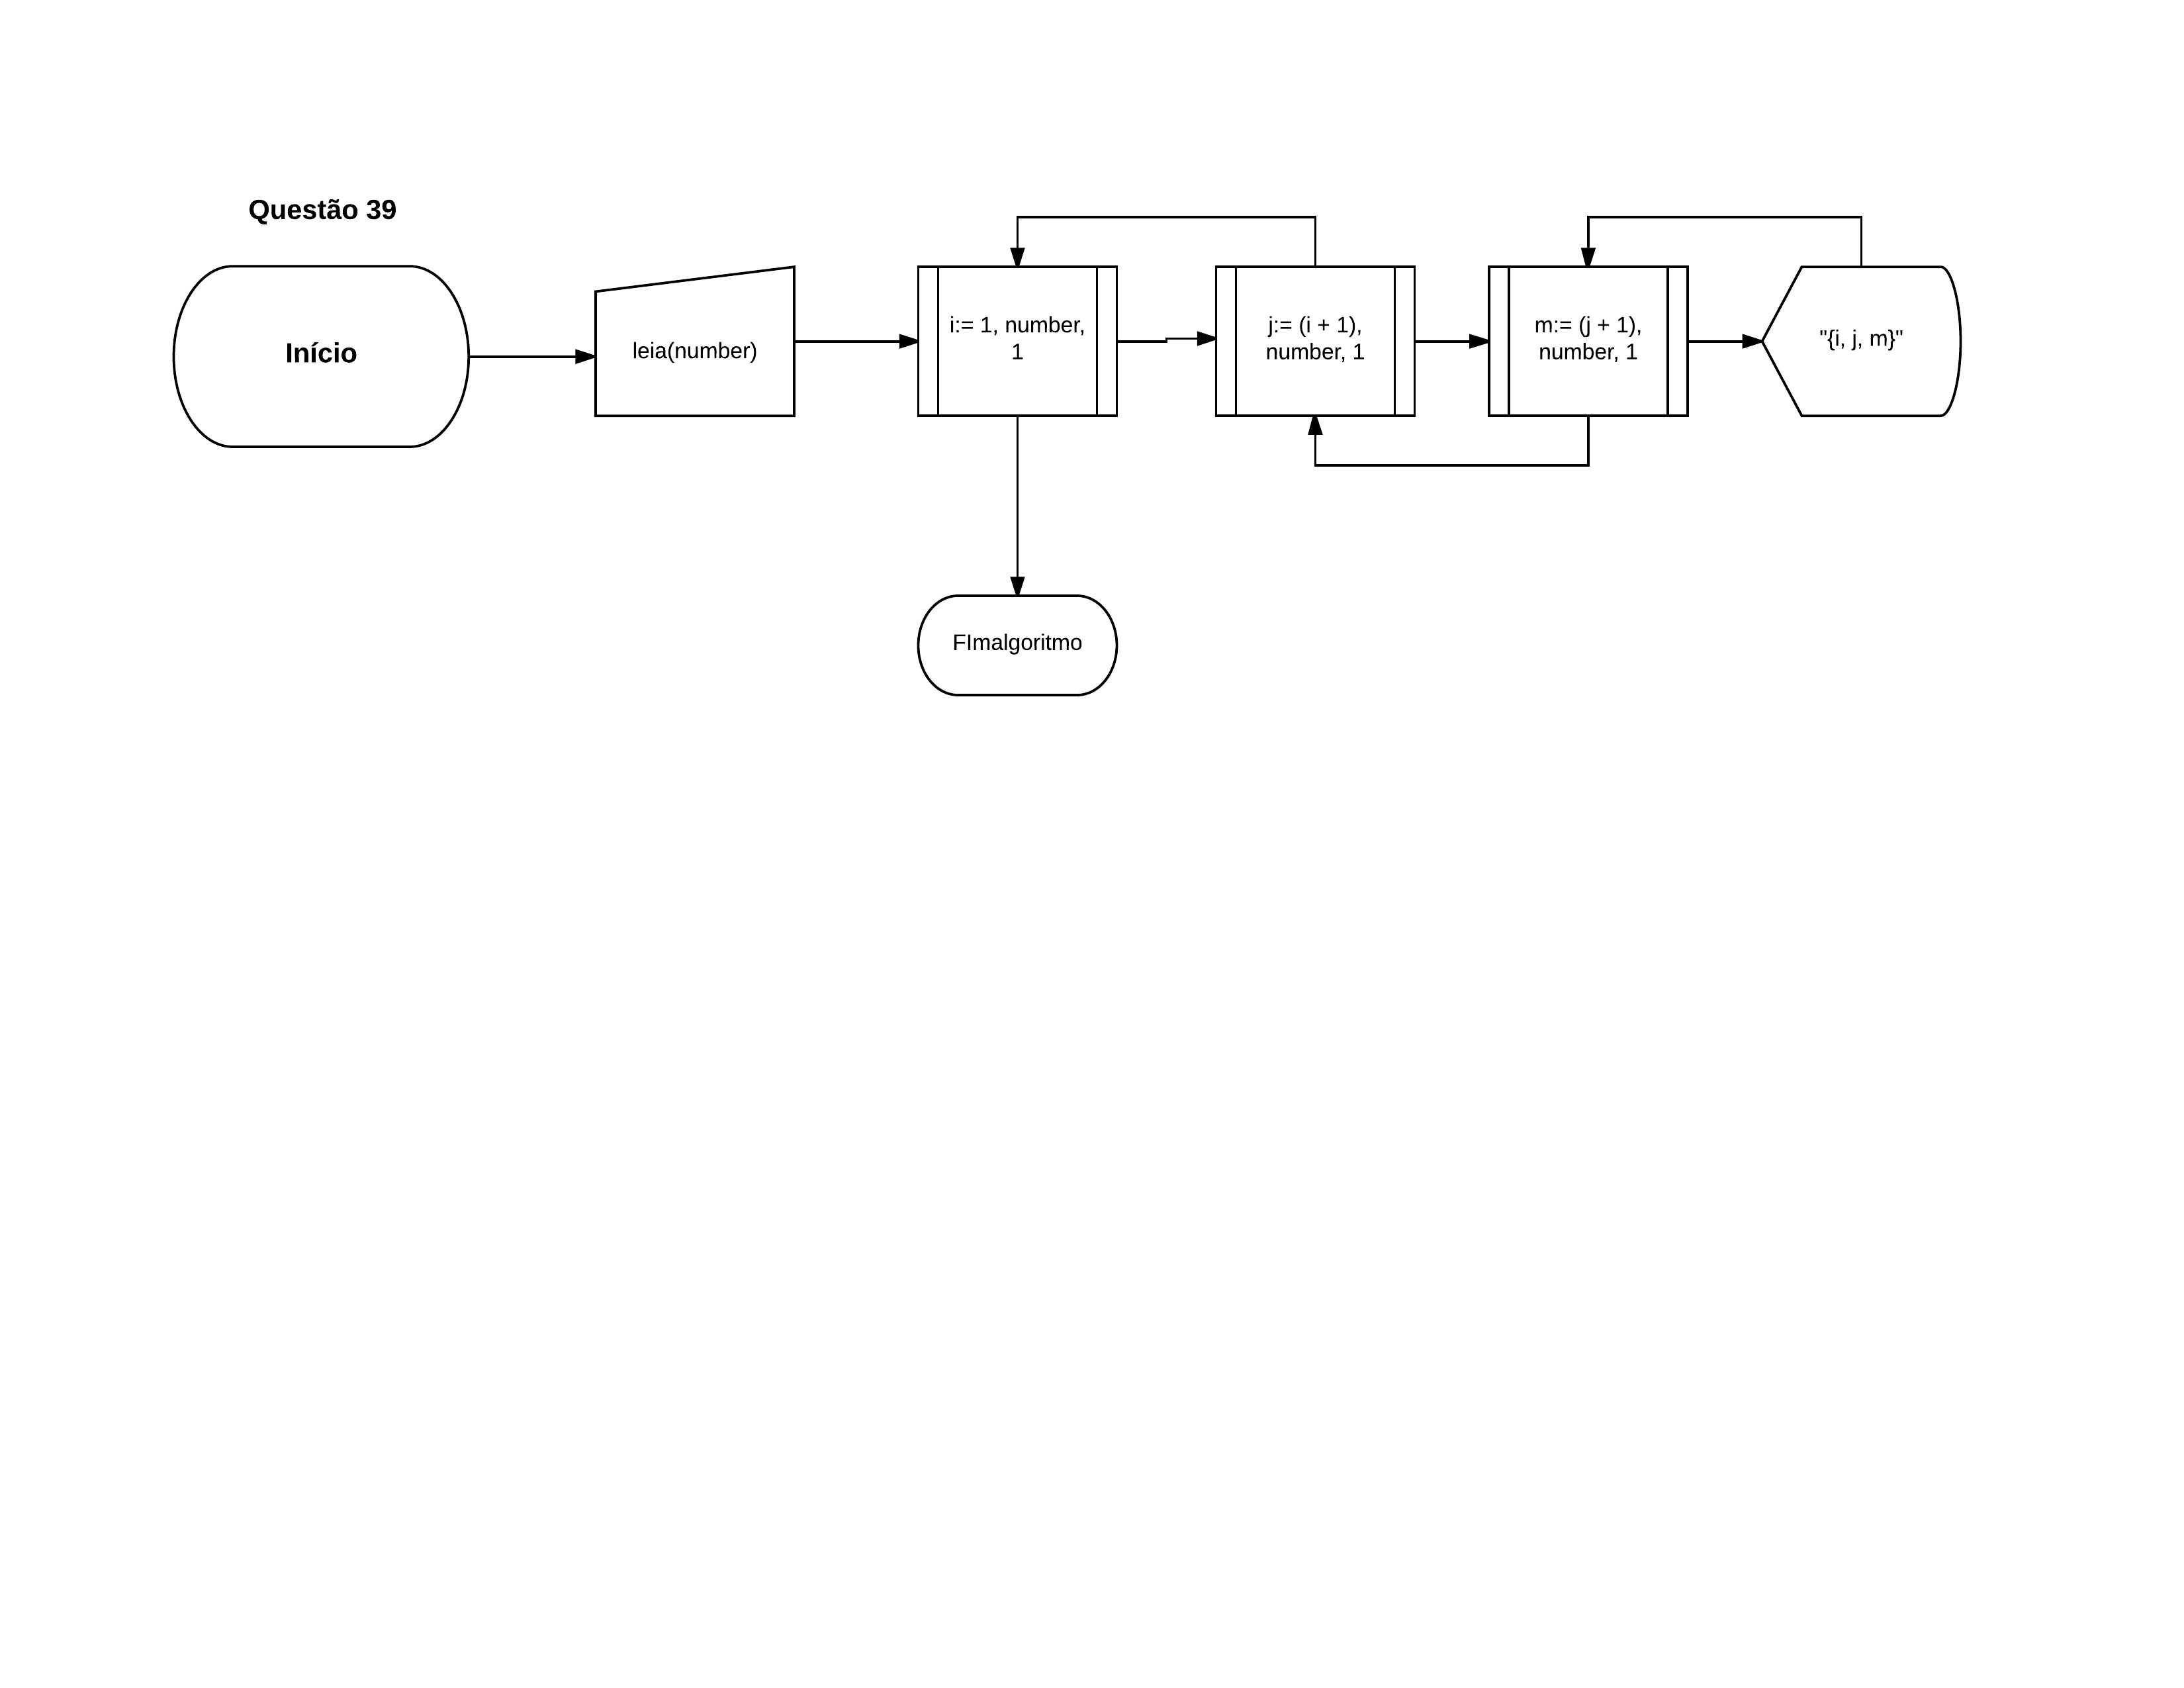 Questão 39
Início
leia(number)
i:= 1, number,
1
j:= (i + 1),
number, 1
m:= (j + 1),
number, 1
"{i, j, m}"
FImalgoritmo